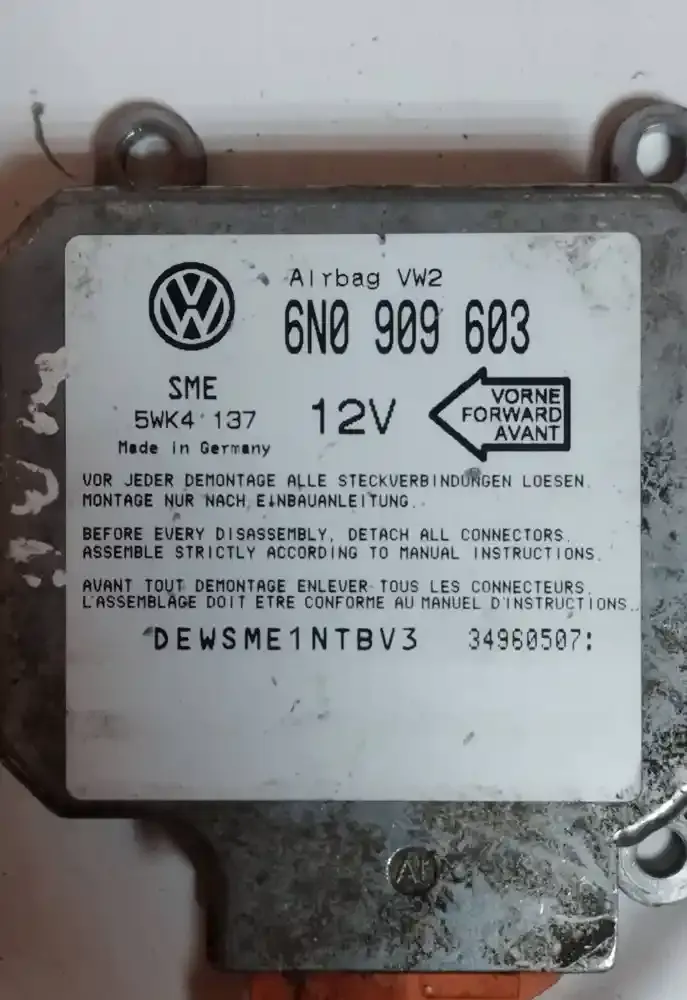 Airbag VW2
6N0 909 603
SME
5WK4 137
Made in Germany
12V
VORNE
FORWARD
AVANT
VOR JEDER DEMONTAGE ALLE STECKVERBINDUNGEN LOESEN.
MONTAGE NUR NACH EINBAUANLEITUNG.
BEFORE EVERY DISASSEMBLY, DETACH ALL CONNECTORS.
ASSEMBLE STRICTLY ACCORDING TO MANUAL INSTRUCTIONS.
AVANT TOUT DEMONTAGE ENLEVER TOUS LES CONNECTEURS.
L'ASSEMBLAGE DOIT ETRE CONFORME AU MANUEL D'INSTRUCTIONS.
DEWSME1NTBV3 34960507: